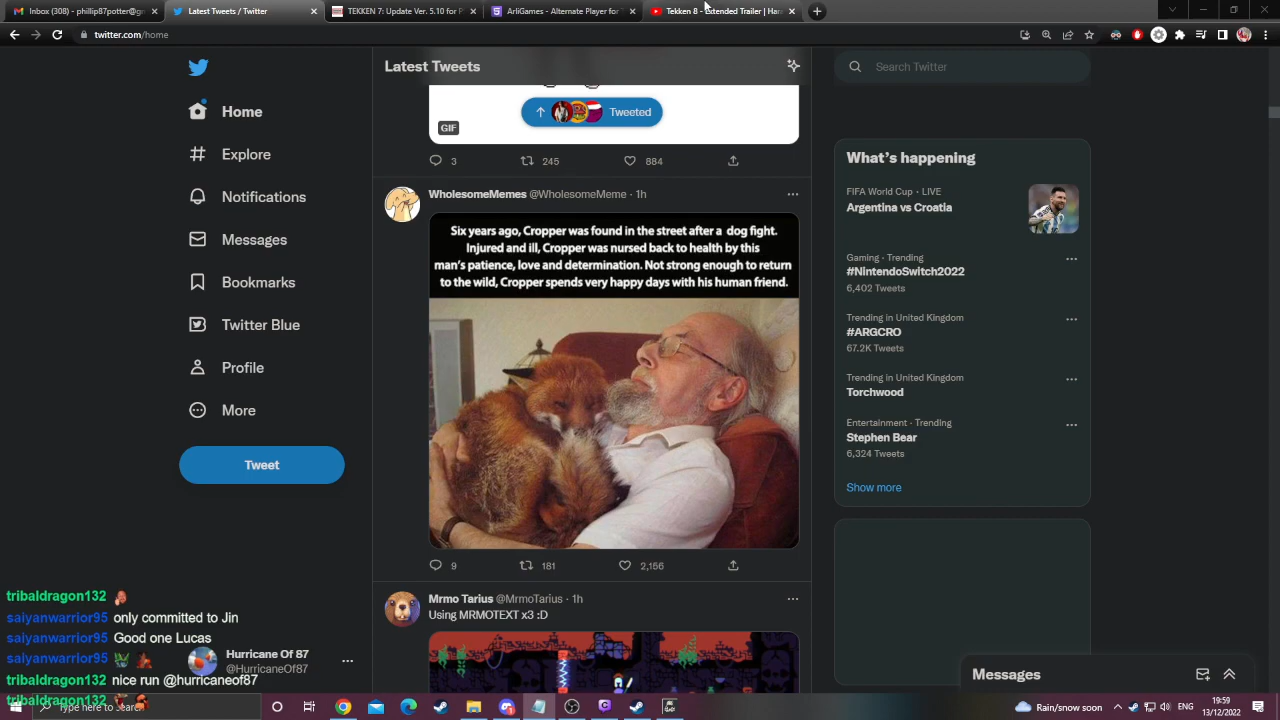 Inbox (308) - philip87potter@gn
Latest Tweets / Twitter
TEKKEN 7: Update Ver. 5.10 for P
ArliGames - Alternate Player for T
Tekken 8 - Extended Trailer | Han
twitter.com/home
Latest Tweets
Search Twitter
Tweeted
GIF
3
245
884
Home
Explore
Notifications
Messages
Bookmarks
Twitter Blue
Profile
More
Tweet
WholesomeMemes @WholesomeMeme · 1h
Six years ago, Cropper was found in the street after a dog fight.
Injured and ill, Cropper was nursed back to health by this
man's patience, love and determination. Not strong enough to return
to the wild, Cropper spends very happy days with his human friend.
9
181
2,156
Mrmo Tarius @MrmoTarius · 1h
Using MRMOTEXT x3 :D
What's happening
FIFA World Cup · LIVE
Argentina vs Croatia
Gaming · Trending
#NintendoSwitch2022
6,402 Tweets
Trending in United Kingdom
#ARGCRO
67.2K Tweets
Trending in United Kingdom
Torchwood
Entertainment · Trending
Stephen Bear
6,324 Tweets
Show more
Messages
tribaldragon132
saiyanwarrior95 only committed to Jin
saiyanwarrior95 Good one Lucas
saiyanwarrior95
Hurricane Of 87
@HurricaneOf87
tribaldragon132 nice run @hurricaneof87
tribaldragon132
Type here to search
Rain/snow soon
ENG
19:59
13/12/2022